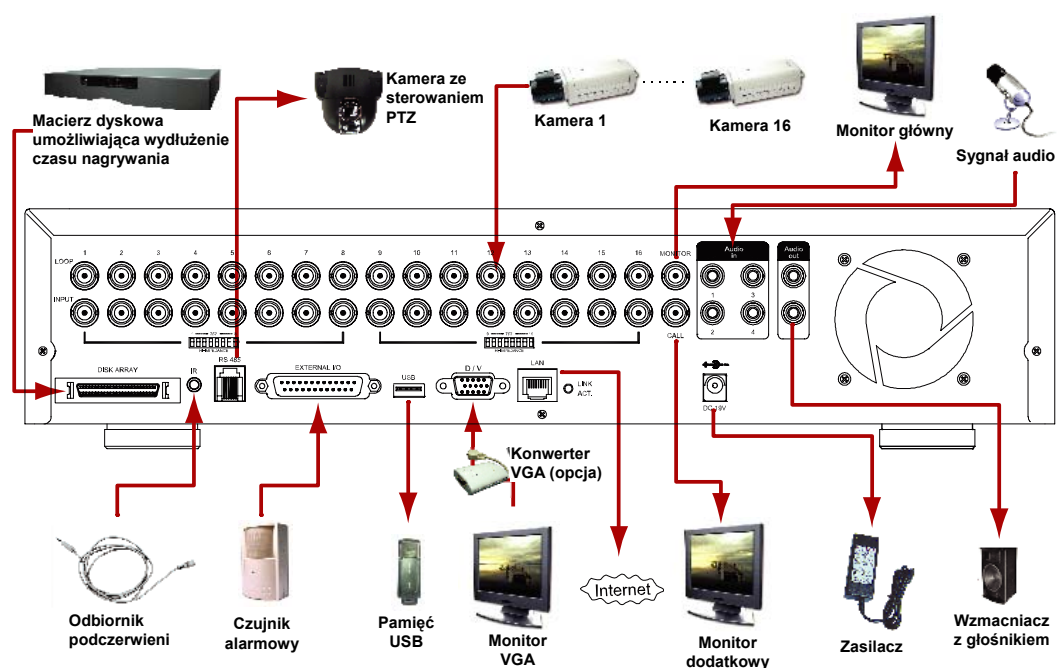 Macierz dyskowa
umożliwiająca wydłużenie
czasu nagrywania
Kamera ze
sterowaniem
PTZ
Kamera 1
Kamera 16
Monitor główny
Sygnał audio
LOOP
1 2 3 4 5 6 7 8 9 10 11 12 13 14 15 16 MONITOR
INPUT
CALL
Audio
in
1 3
2 4
Audio
out
DISK ARRAY
IR
RS 485
EXTERNAL I/O
USB
D / V
LAN
LINK
ACT.
Konwerter
VGA (opcja)
Odbiornik
podczerwieni
Czujnik
alarmowy
Pamięć
USB
Monitor
VGA
Internet
Monitor
dodatkowy
Zasilacz
Wzmacniacz
z głośnikiem